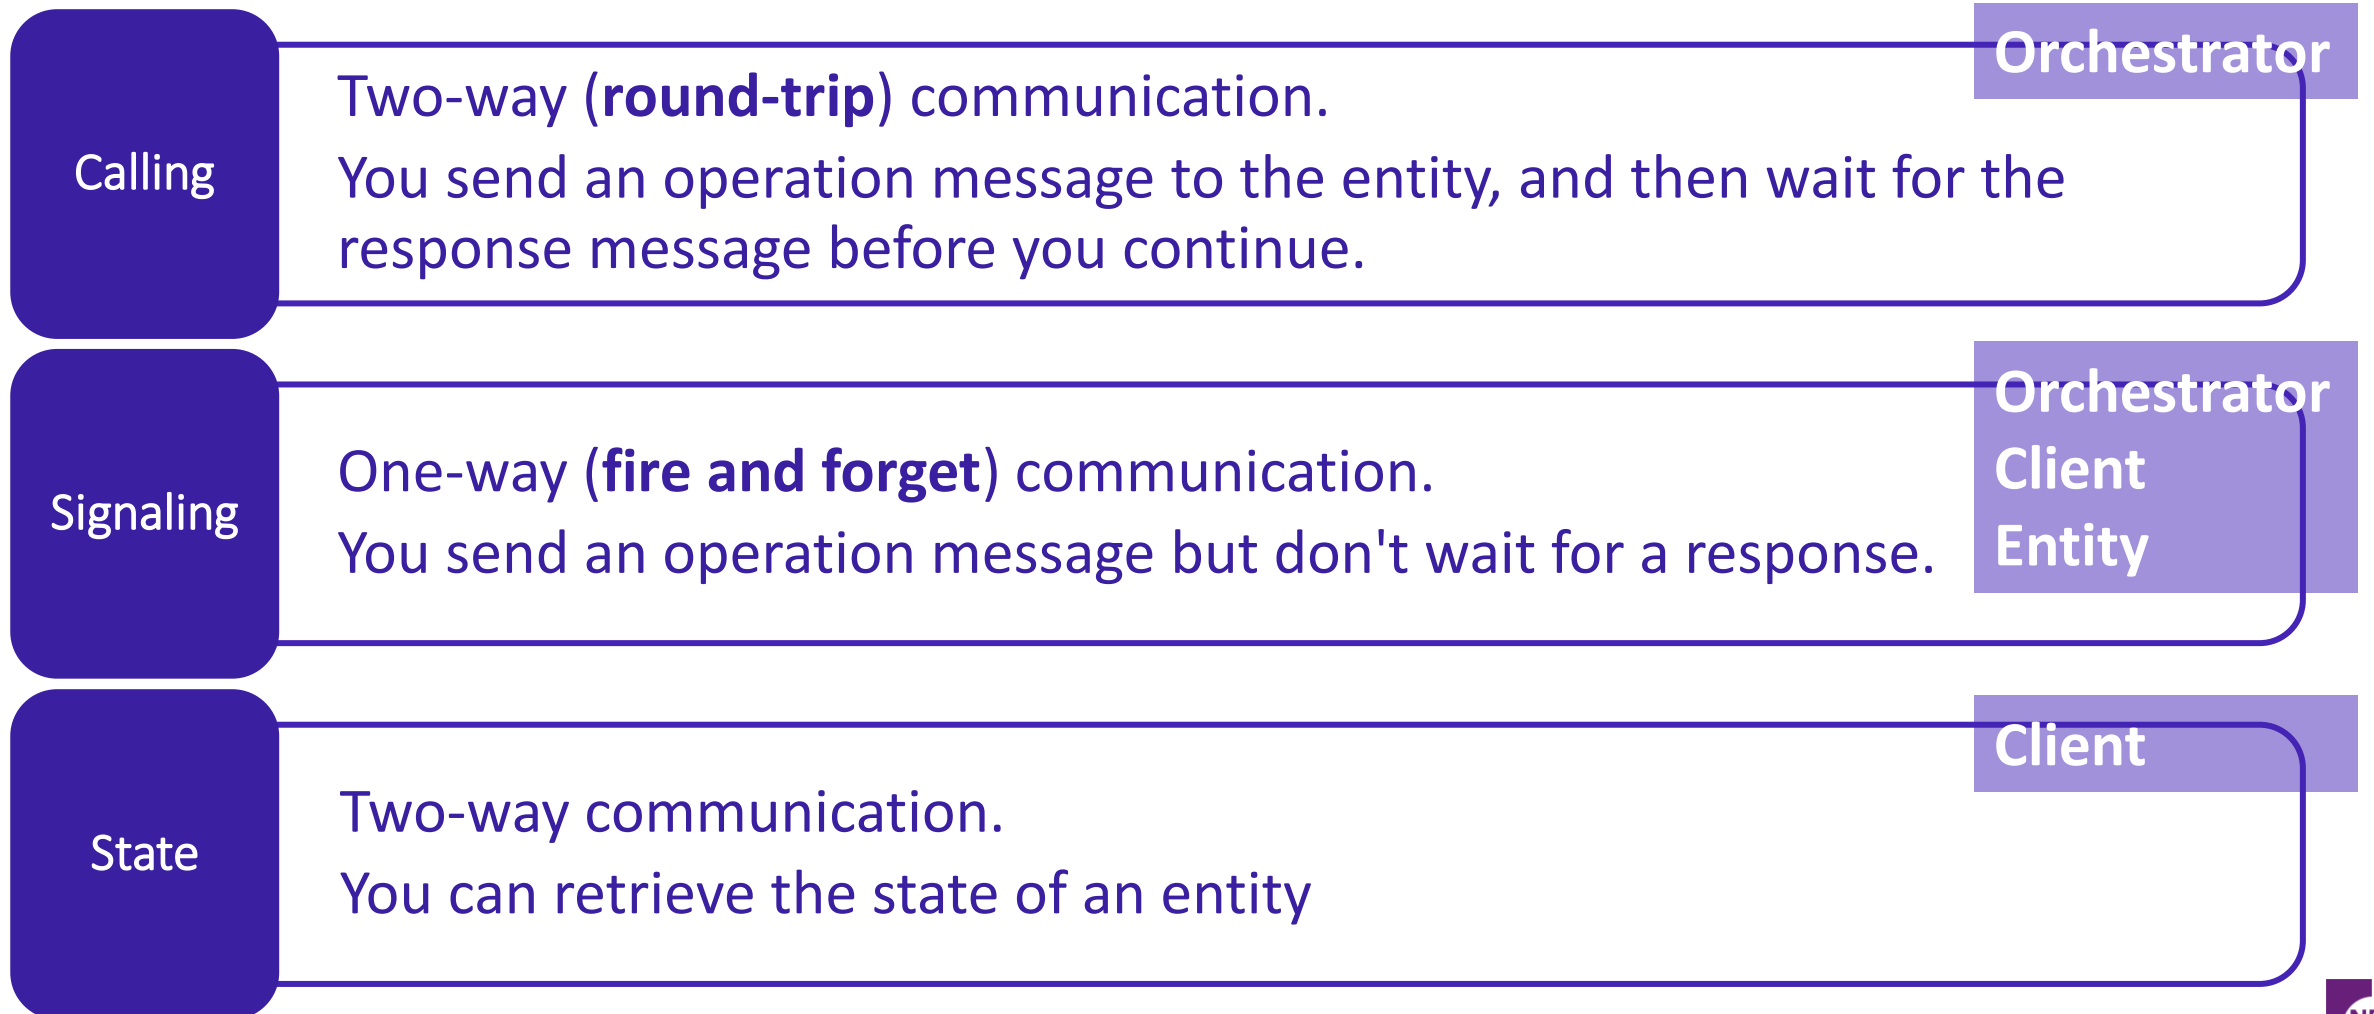 Orchestrator
Calling
Two-way (round-trip) communication.
You send an operation message to the entity, and then wait for the
response message before you continue.
Orchestrator
Client
Entity
Signaling
One-way (fire and forget) communication.
You send an operation message but don't wait for a response.
Client
State
Two-way communication.
You can retrieve the state of an entity